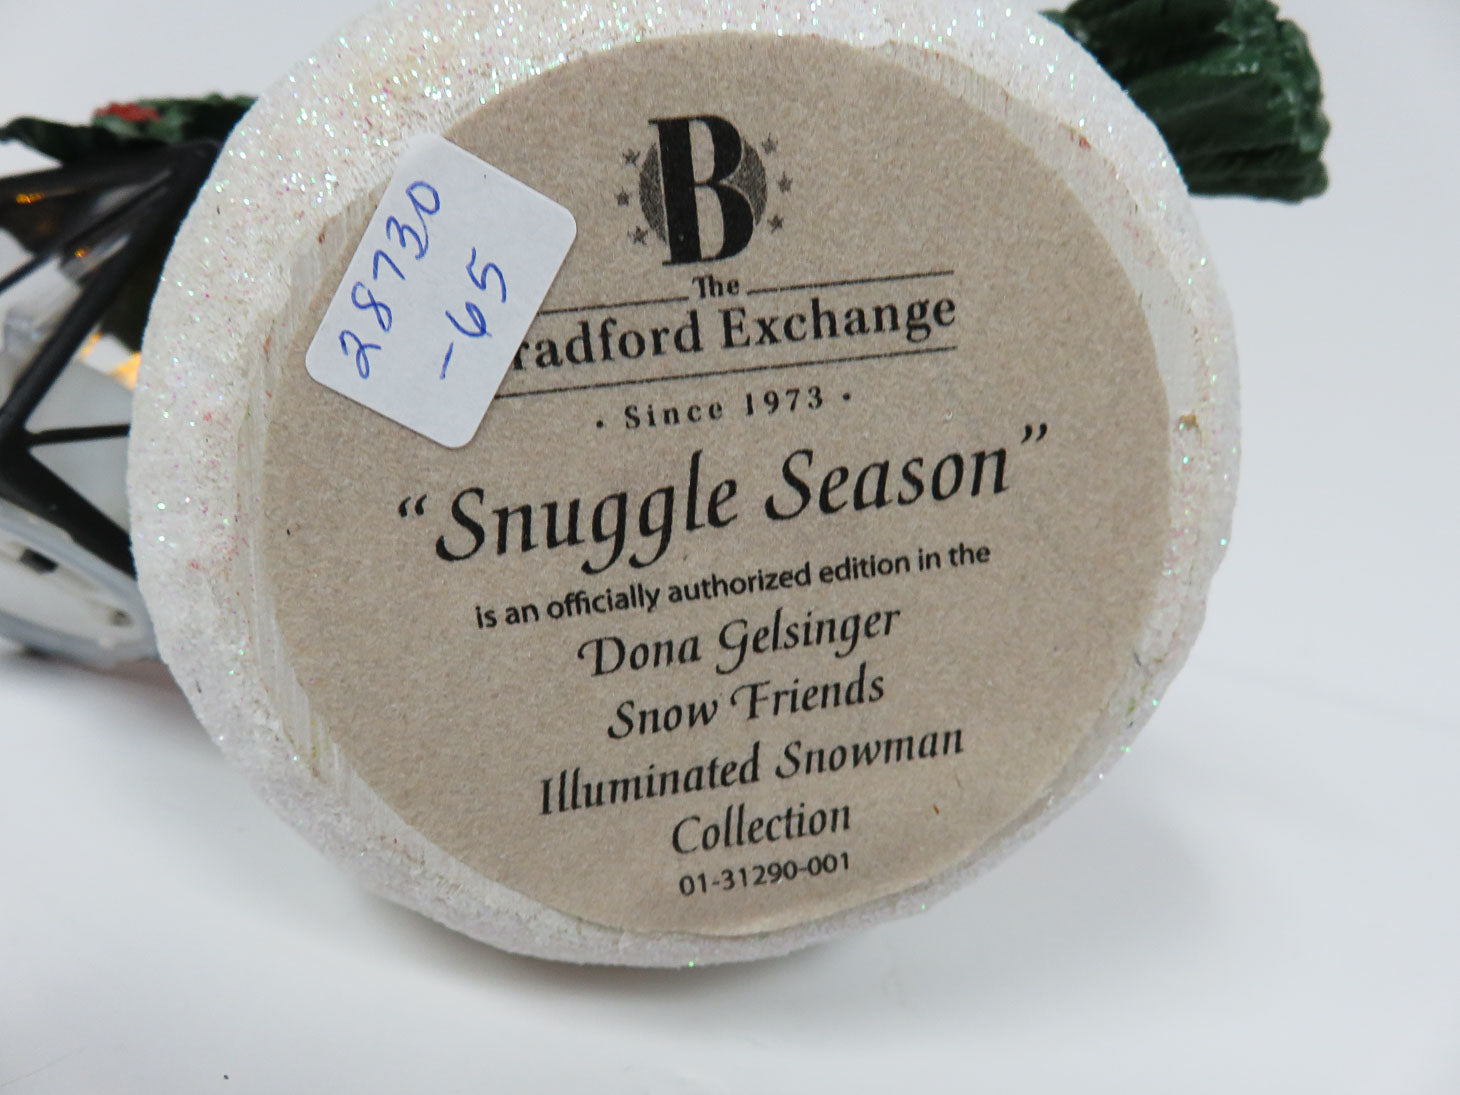 B
The
radford Exchange
· Since 1973 ·
“Snuggle Season”
is an officially authorized edition in the
Dona Gelsinger
Snow Friends
Illuminated Snowman
Collection
01-31290-001
28730
-65